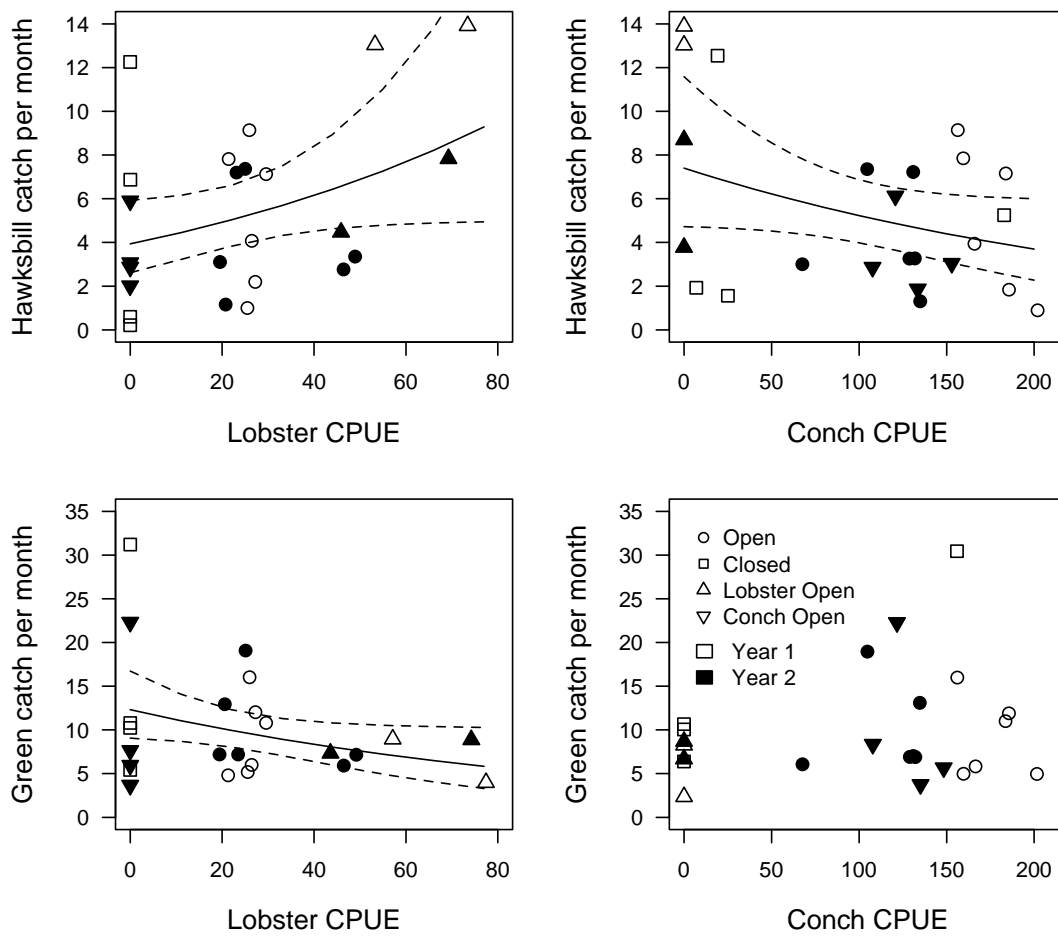 14
12
10
8
6
4
2
0
Hawksbill catch per month
0 20 40 60 80
Lobster CPUE
14
12
10
8
6
4
2
0
Hawksbill catch per month
0 50 100 150 200
Conch CPUE
35
30
25
20
15
10
5
0
Green catch per month
0 20 40 60 80
Lobster CPUE
35
30
25
20
15
10
5
0
Green catch per month
Open
Closed
Lobster Open
Conch Open
Year 1
Year 2
0 50 100 150 200
Conch CPUE